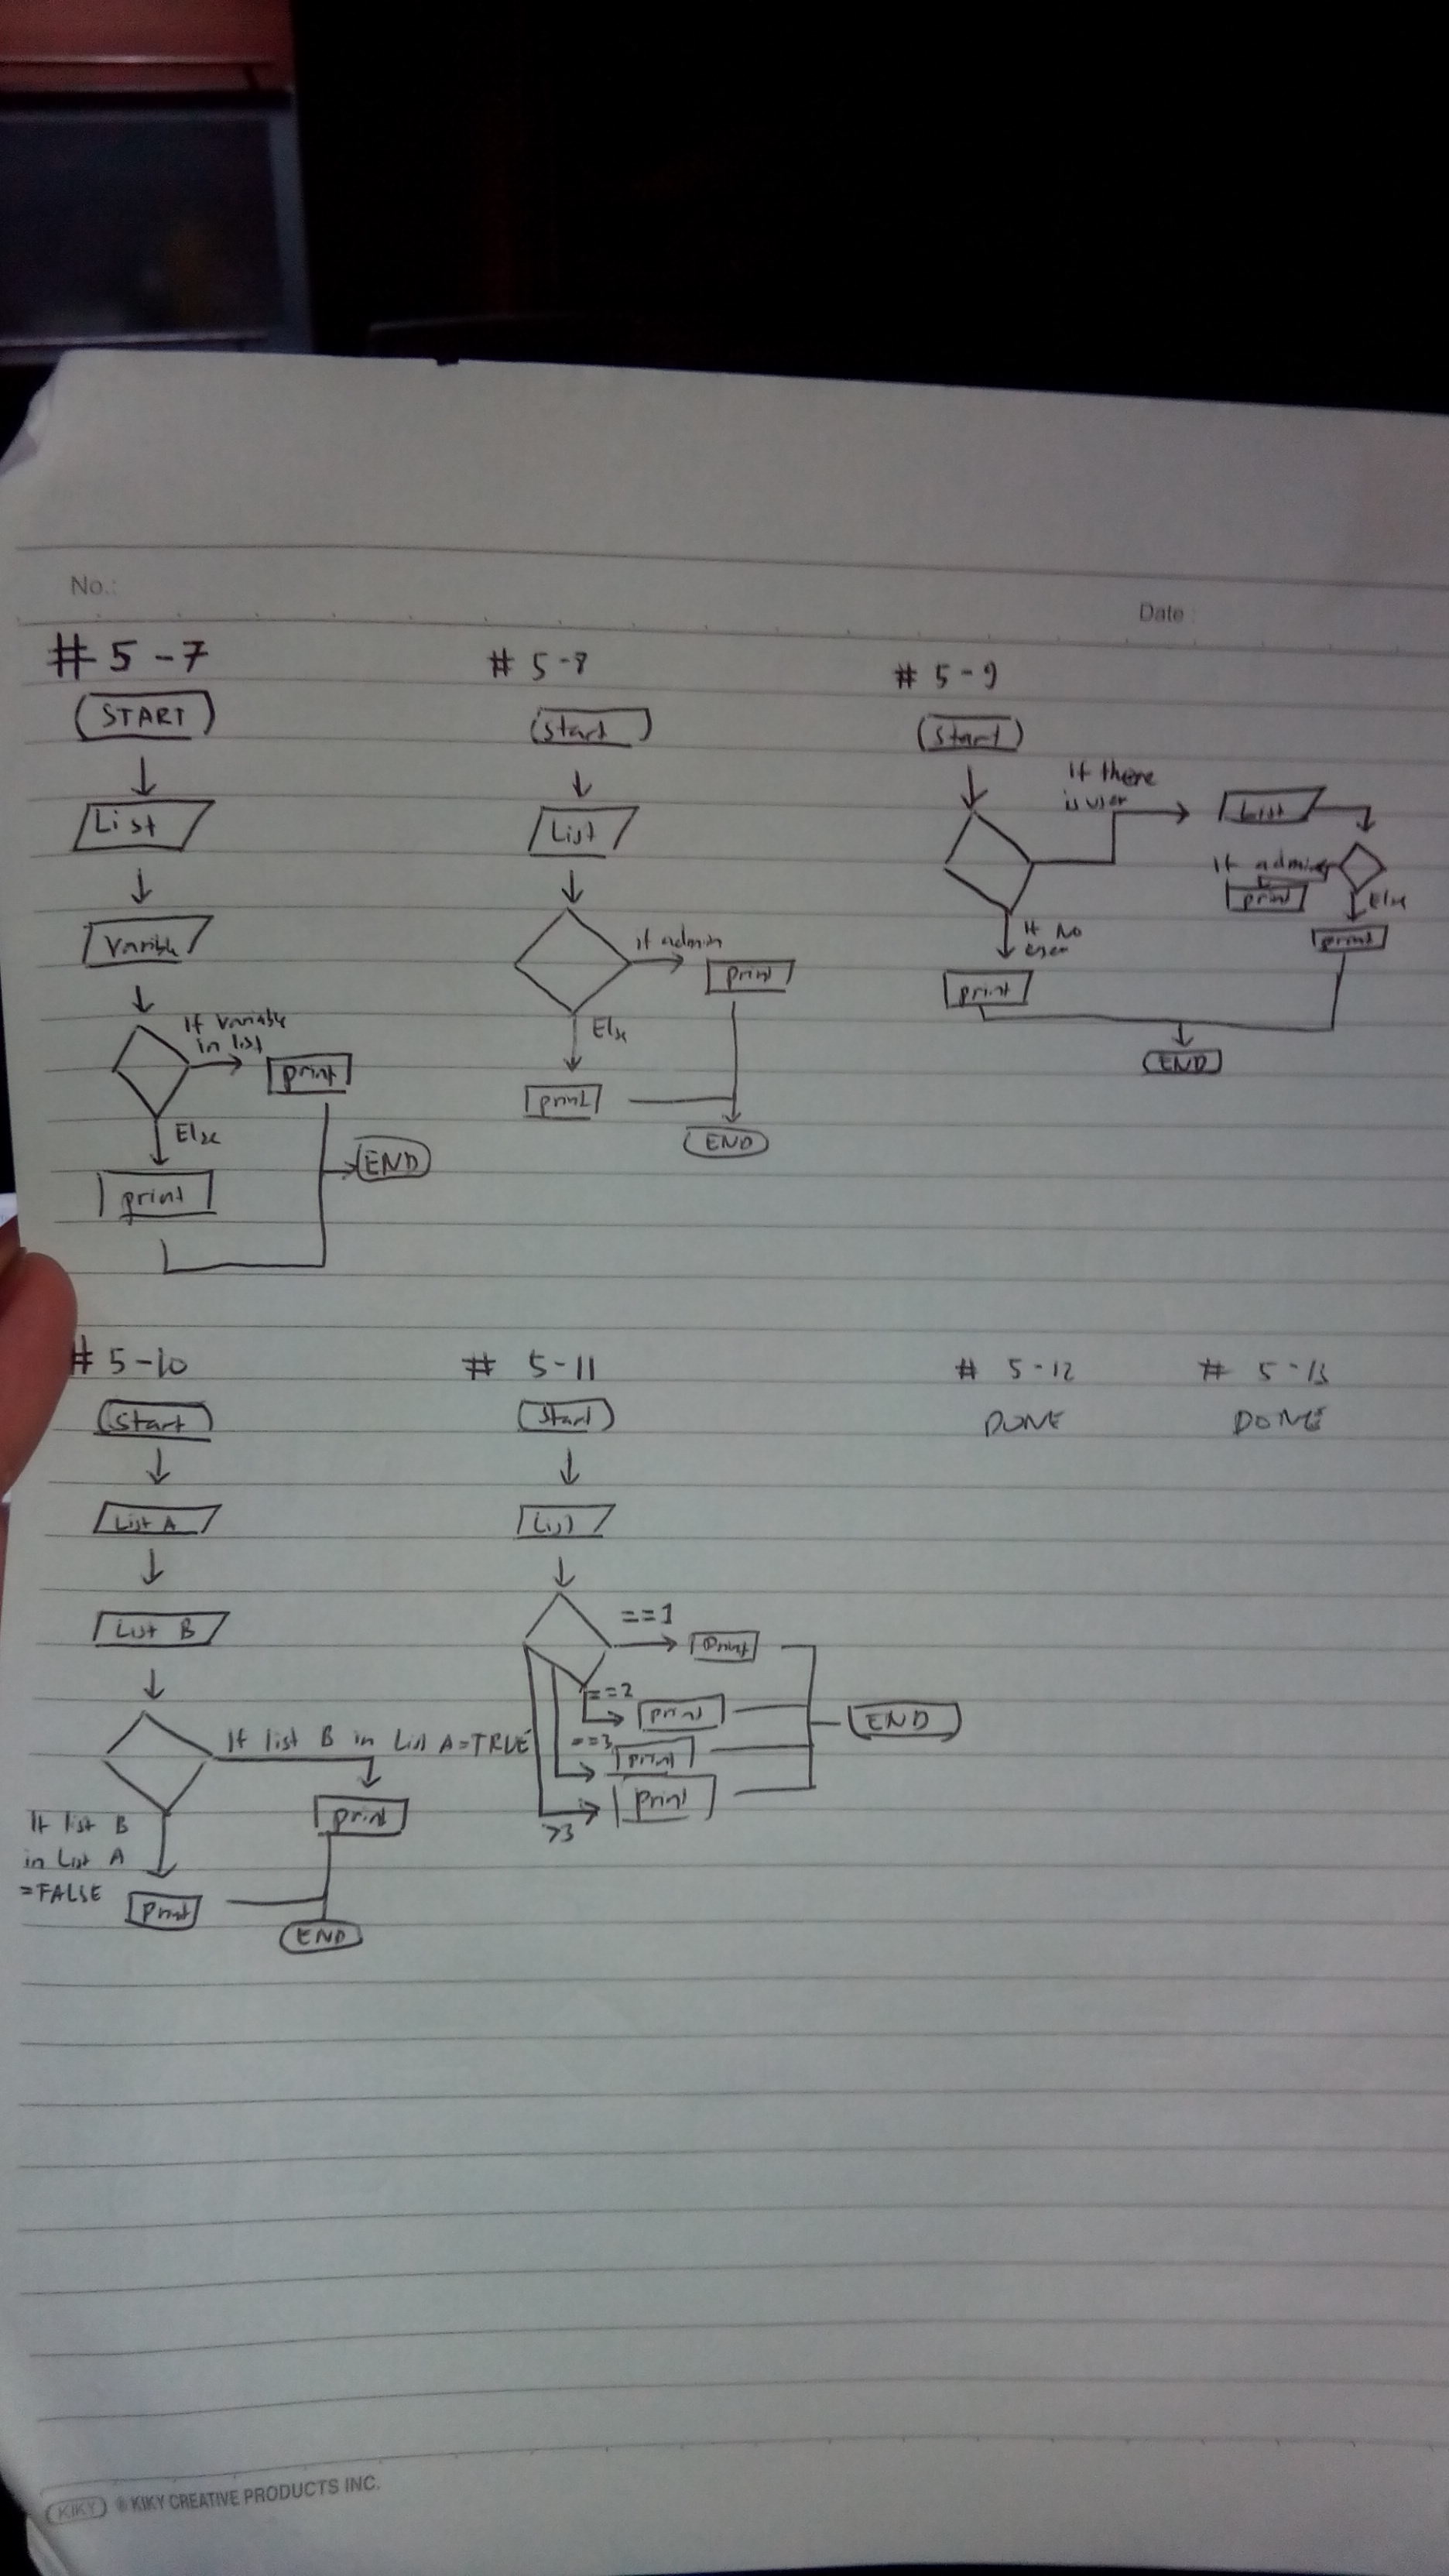 No.:
Date
# 5-7
(START)
List
Variable
If Variable
in list
print
Else
print
END
# 5-8
Start
List
If admin
print
Else
print
END
# 5-9
Start
If there
is user
List
If admin
print
Else
print
If no
user
print
END
# 5-10
Start
List A
List B
If list B in List A=TRUE
print
If list B
in List A
=FALSE
print
END
# 5-11
Start
List
==1
print
==2
print
==3
print
>3
print
END
# 5-12
DONE
# 5-13
DONE
KIKY ® KIKY CREATIVE PRODUCTS INC.